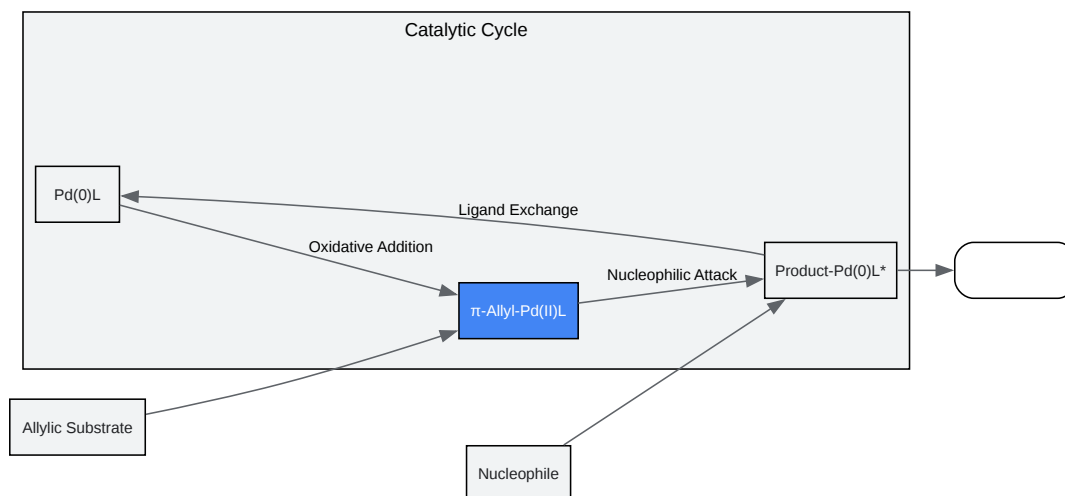 Catalytic Cycle
Pd(0)L
Ligand Exchange
Oxidative Addition
Nucleophilic Attack
Product-Pd(0)L*
π-Allyl-Pd(II)L
Allylic Substrate
Nucleophile